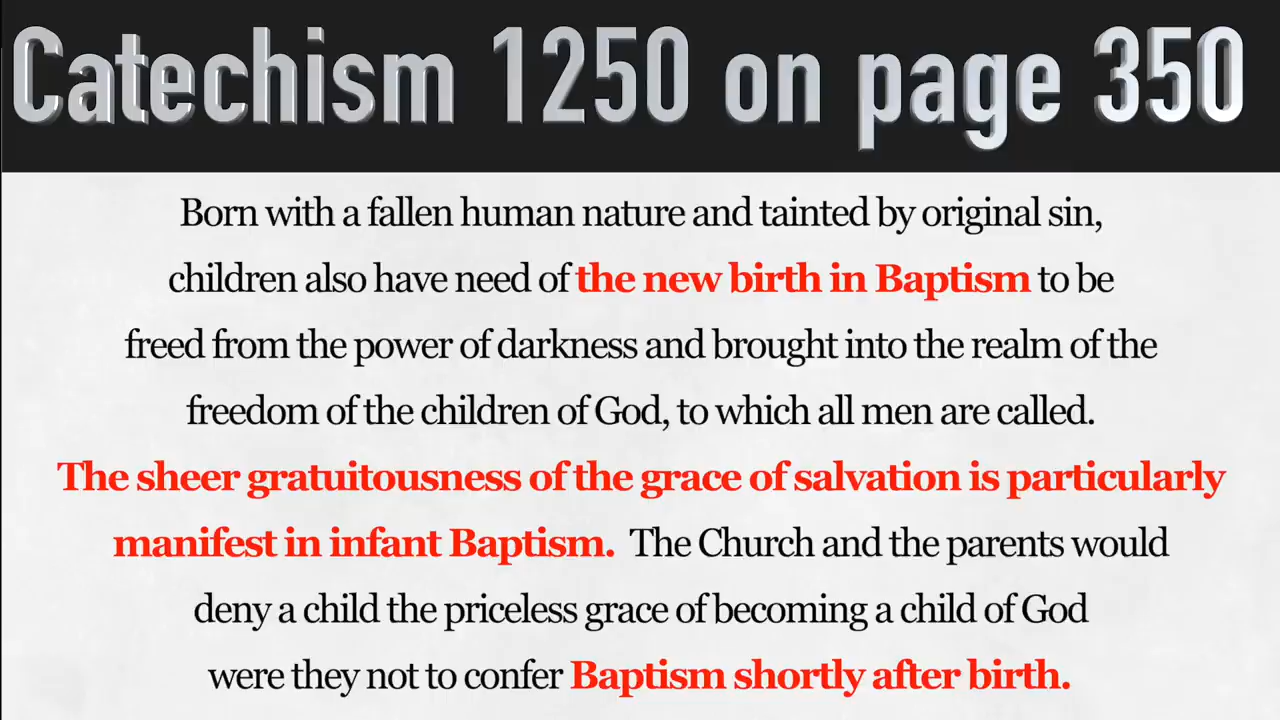 Catechism 1250 on page 350
Born with a fallen human nature and tainted by original sin,
children also have need of the new birth in Baptism to be
freed from the power of darkness and brought into the realm of the
freedom of the children of God, to which all men are called.
The sheer gratuitousness of the grace of salvation is particularly
manifest in infant Baptism. The Church and the parents would
deny a child the priceless grace of becoming a child of God
were they not to confer Baptism shortly after birth.